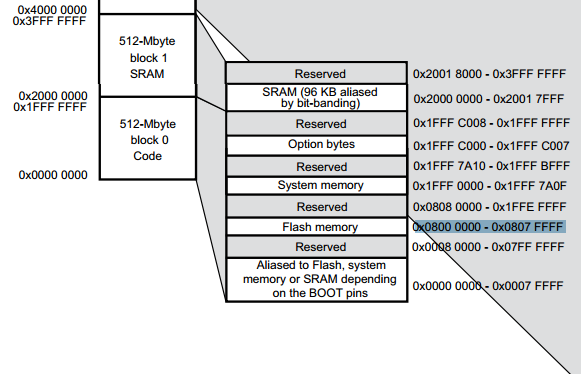 0x4000 0000
0x3FFF FFFF
512-Mbyte
block 1
SRAM
0x2000 0000
0x1FFF FFFF
512-Mbyte
block 0
Code
0x0000 0000
Reserved 0x2001 8000 - 0x3FFF FFFF
SRAM (96 KB aliased
by bit-banding) 0x2000 0000 - 0x2001 7FFF
Reserved 0x1FFF C008 - 0x1FFF FFFF
Option bytes 0x1FFF C000 - 0x1FFF C007
Reserved 0x1FFF 7A10 - 0x1FFF BFFF
System memory 0x1FFF 0000 - 0x1FFF 7A0F
Reserved 0x0808 0000 - 0x1FFE FFFF
Flash memory 0x0800 0000 - 0x0807 FFFF
Reserved 0x0008 0000 - 0x07FF FFFF
Aliased to Flash, system
memory or SRAM depending
on the BOOT pins 0x0000 0000 - 0x0007 FFFF